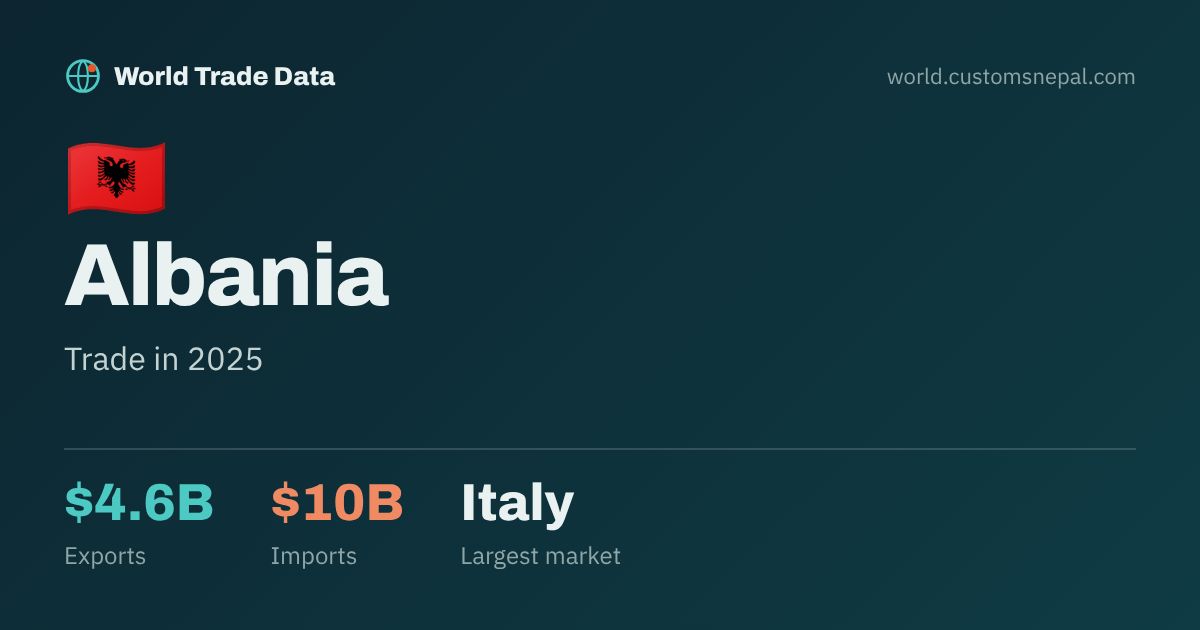 World Trade Data
world.customsnepal.com
Albania
Trade in 2025
$4.6B $10B Italy
Exports Imports Largest market